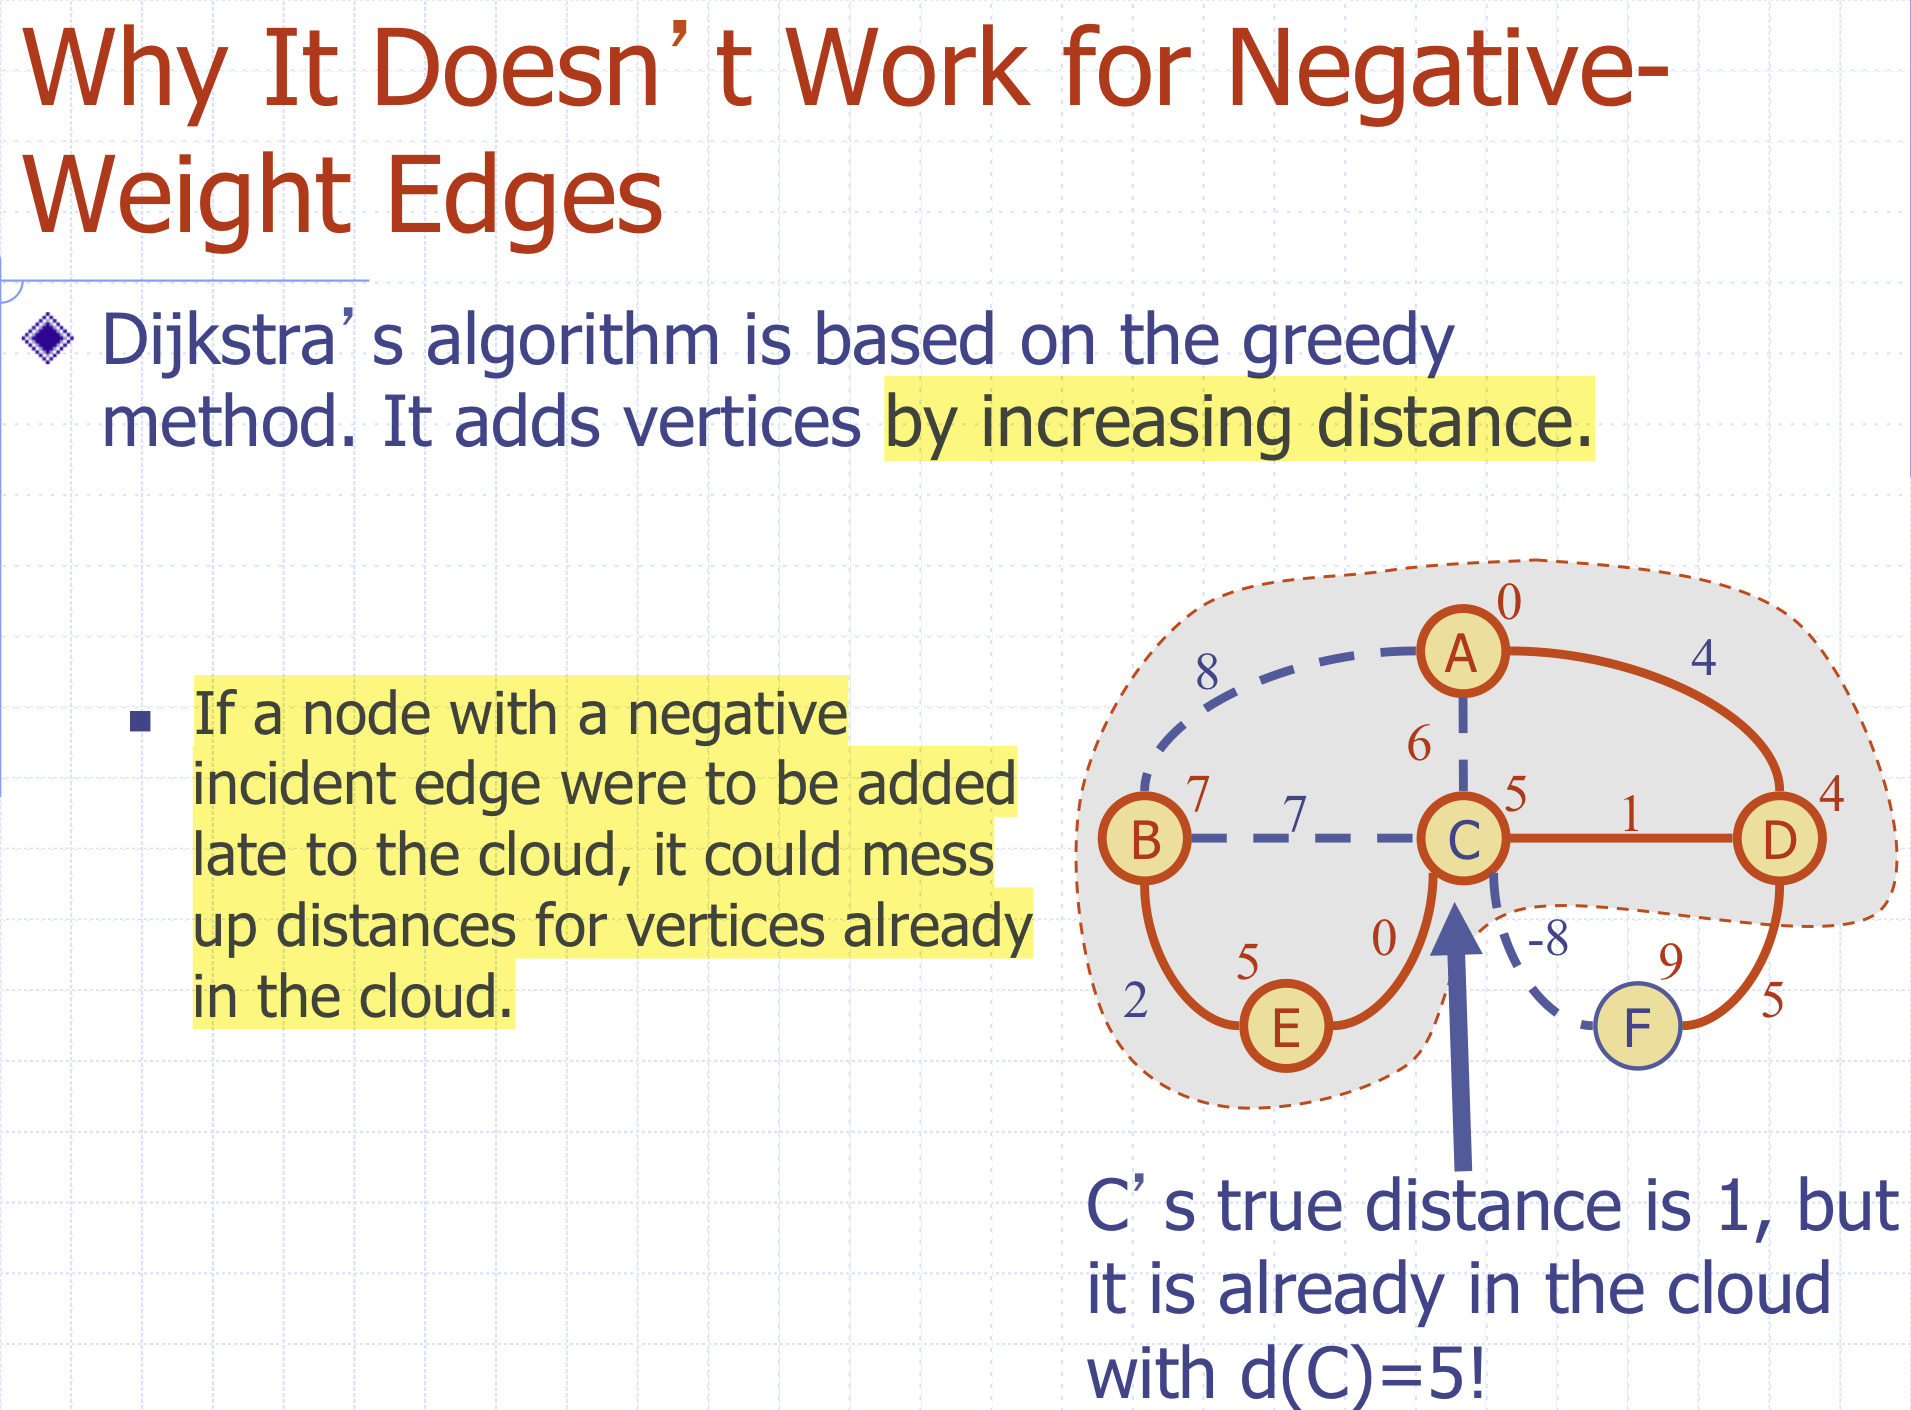 Why It Doesn’t Work for Negative-
Weight Edges
Dijkstra’s algorithm is based on the greedy
method. It adds vertices by increasing distance.
If a node with a negative
incident edge were to be added
late to the cloud, it could mess
up distances for vertices already
in the cloud.
0
A
8
4
6
7
7
5
1
4
B
C
D
0
-8
5
9
2
5
E
F
C’s true distance is 1, but
it is already in the cloud
with d(C)=5!